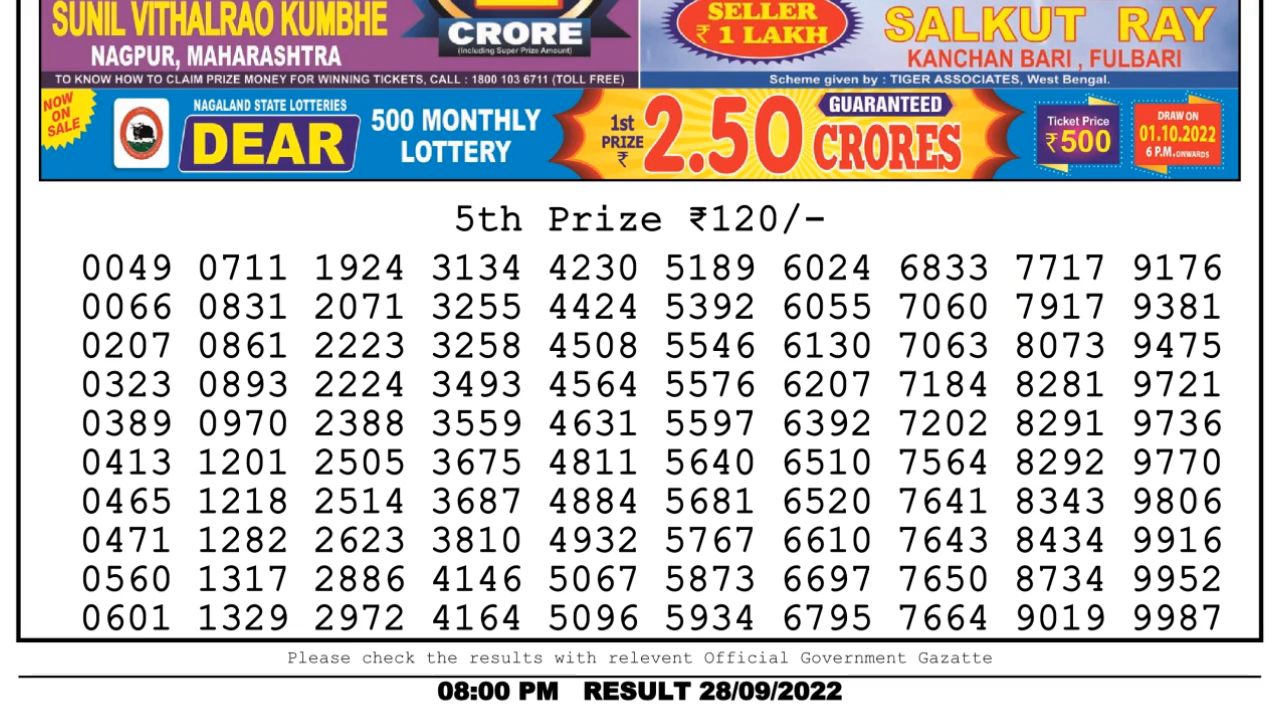 SUNIL VITHALRAO KUMBHE
NAGPUR, MAHARASHTRA
CRORE
(Including Super Prize Amount)
SELLER
₹ 1 LAKH
SALKUT RAY
KANCHAN BARI , FULBARI
TO KNOW HOW TO CLAIM PRIZE MONEY FOR WINNING TICKETS, CALL : 1800 103 6711 (TOLL FREE)
Scheme given by : TIGER ASSOCIATES, West Bengal.
NOW
ON
SALE
NAGALAND STATE LOTTERIES
DEAR
500 MONTHLY
LOTTERY
1st
PRIZE
₹
2.50
GUARANTEED
CRORES
Ticket Price
₹500
DRAW ON
01.10.2022
6 P.M. ONWARDS
5th Prize ₹120/-
0049 0711 1924 3134 4230 5189 6024 6833 7717 9176
0066 0831 2071 3255 4424 5392 6055 7060 7917 9381
0207 0861 2223 3258 4508 5546 6130 7063 8073 9475
0323 0893 2224 3493 4564 5576 6207 7184 8281 9721
0389 0970 2388 3559 4631 5597 6392 7202 8291 9736
0413 1201 2505 3675 4811 5640 6510 7564 8292 9770
0465 1218 2514 3687 4884 5681 6520 7641 8343 9806
0471 1282 2623 3810 4932 5767 6610 7643 8434 9916
0560 1317 2886 4146 5067 5873 6697 7650 8734 9952
0601 1329 2972 4164 5096 5934 6795 7664 9019 9987
Please check the results with relevent Official Government Gazatte
08:00 PM RESULT 28/09/2022